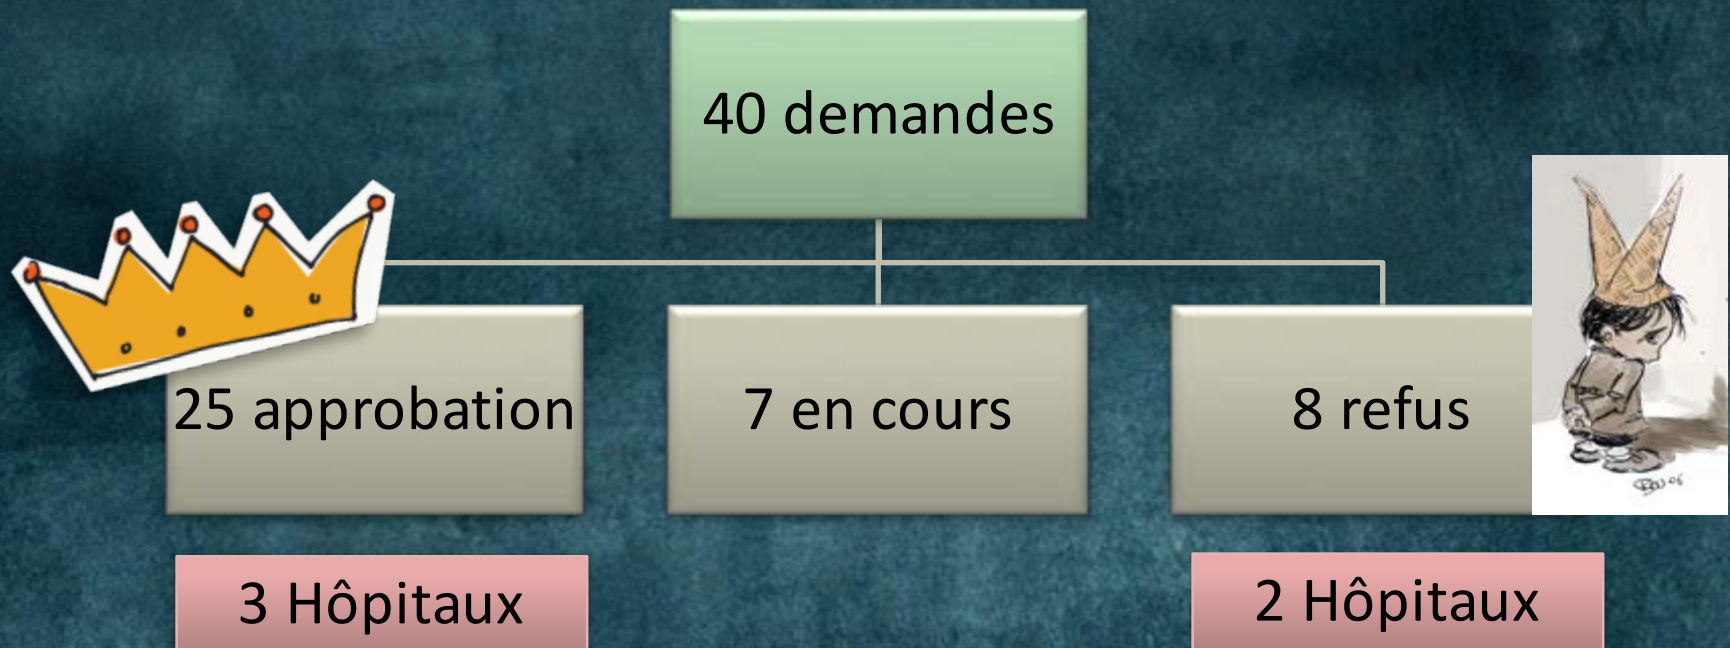 40 demandes
25 approbation
7 en cours
8 refus
3 Hôpitaux
2 Hôpitaux